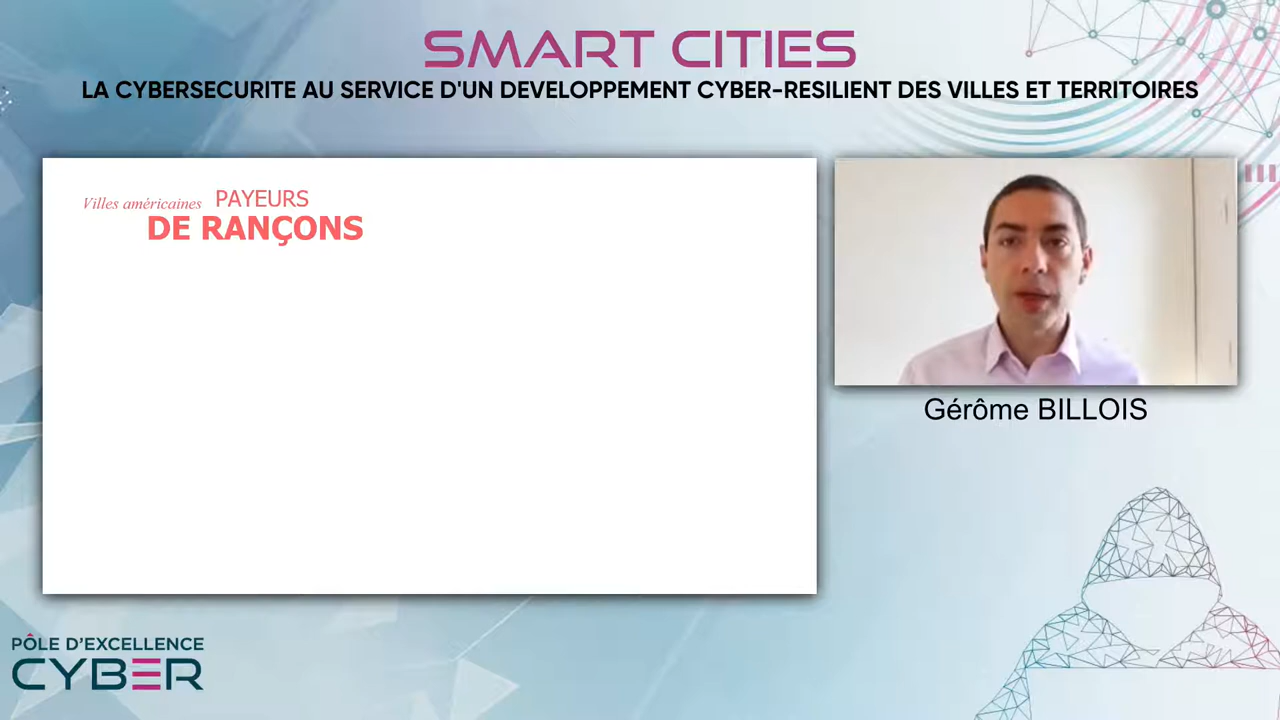 SMART CITIES
LA CYBERSECURITE AU SERVICE D'UN DEVELOPPEMENT CYBER-RESILIENT DES VILLES ET TERRITOIRES
Villes américaines PAYEURS
DE RANÇONS
Gérôme BILLOIS
PÔLE D'EXCELLENCE
CYBER